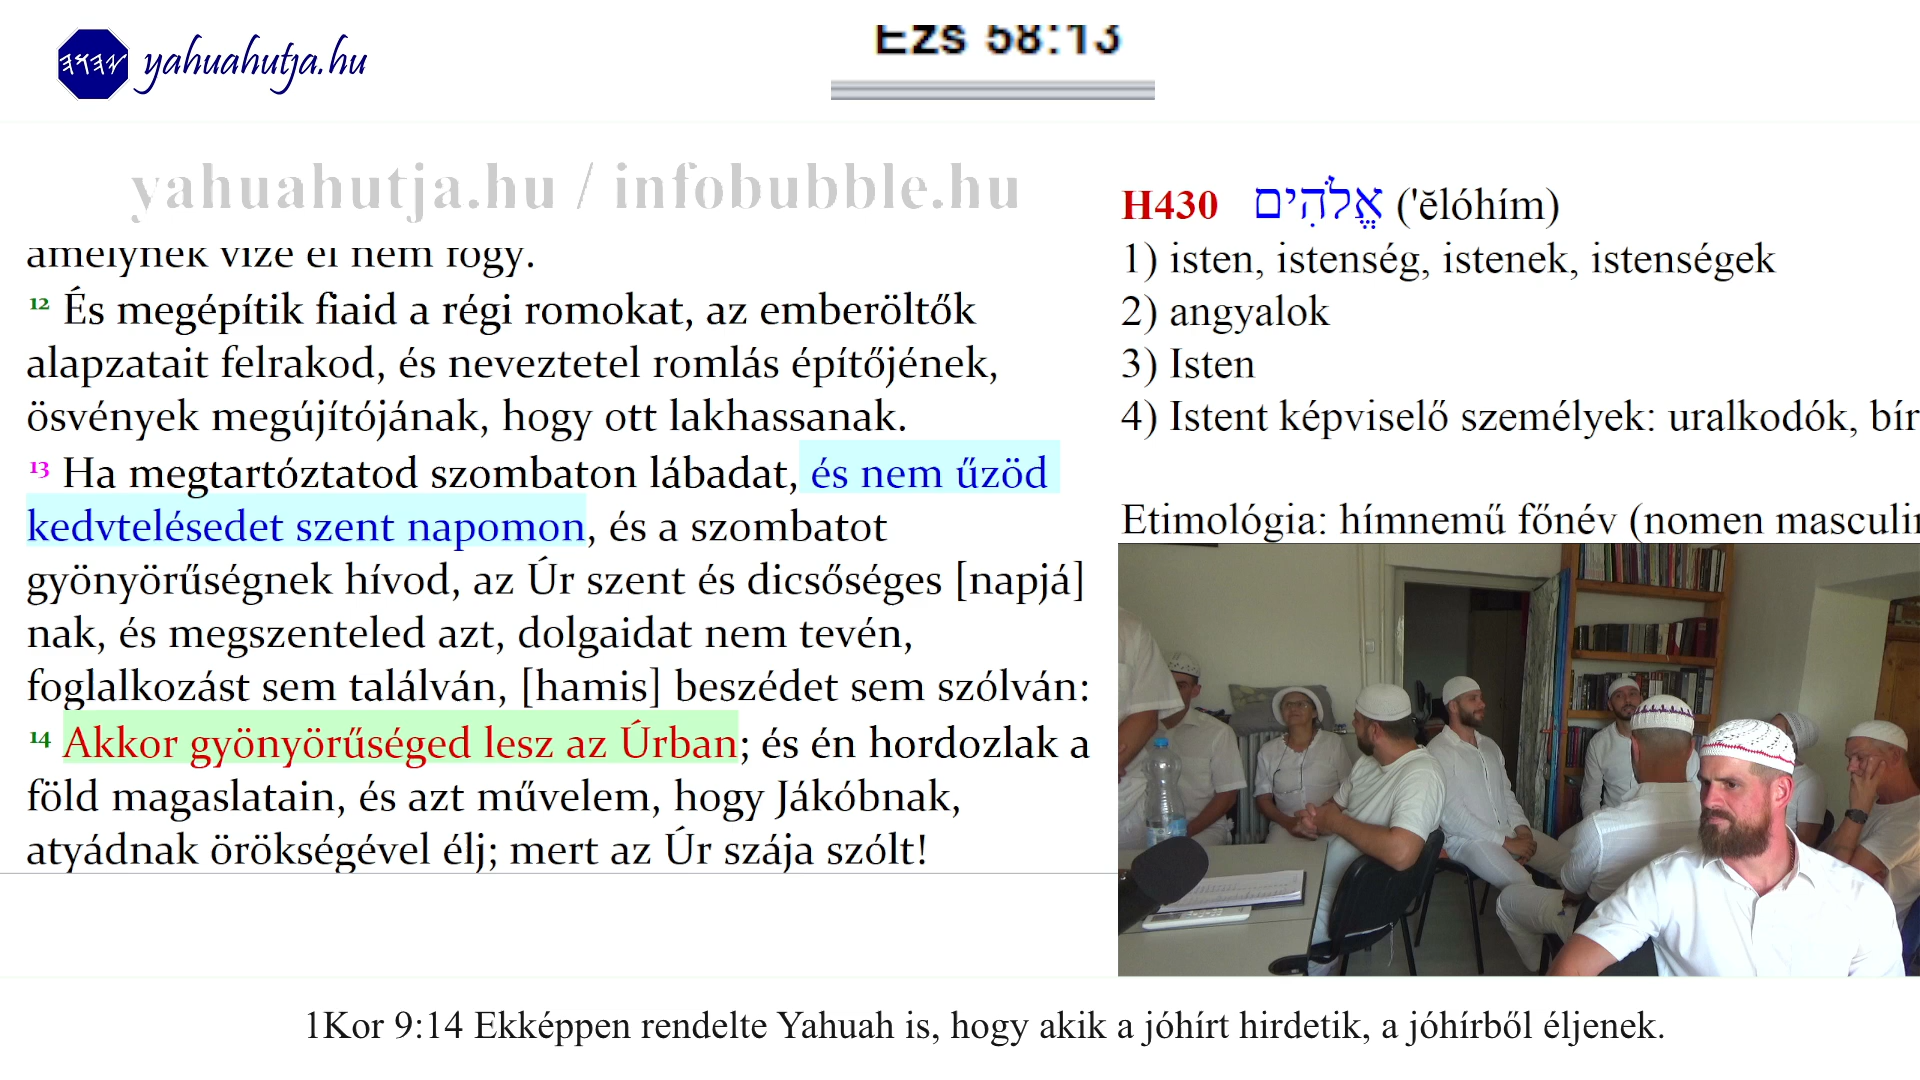 yahuahutja.hu
Ezs 58:13
yahuahutja.hu / infobubble.hu
amelynek vize el nem fogy.
12 És megépítik fiaid a régi romokat, az emberöltők
alapzatait felrakod, és neveztetel romlás építőjének,
ösvények megújítójának, hogy ott lakhassanak.
13 Ha megtartóztatod szombaton lábadat, és nem űzöd
kedvtelésedet szent napomon, és a szombatot
gyönyörűségnek hívod, az Úr szent és dicsőséges [napjá]
nak, és megszenteled azt, dolgaidat nem tevén,
foglalkozást sem találván, [hamis] beszédet sem szólván:
14 Akkor gyönyörűséged lesz az Úrban; és én hordozlak a
föld magaslatain, és azt művelem, hogy Jákóbnak,
atyádnak örökségével élj; mert az Úr szája szólt!
H430 אֱלֹהִים ('ĕlóhím)
1) isten, istenség, istenek, istenségek
2) angyalok
3) Isten
4) Istent képviselő személyek: uralkodók, bír
Etimológia: hímnemű főnév (nomen masculin
1Kor 9:14 Ekképpen rendelte Yahuah is, hogy akik a jóhírt hirdetik, a jóhírből éljenek.